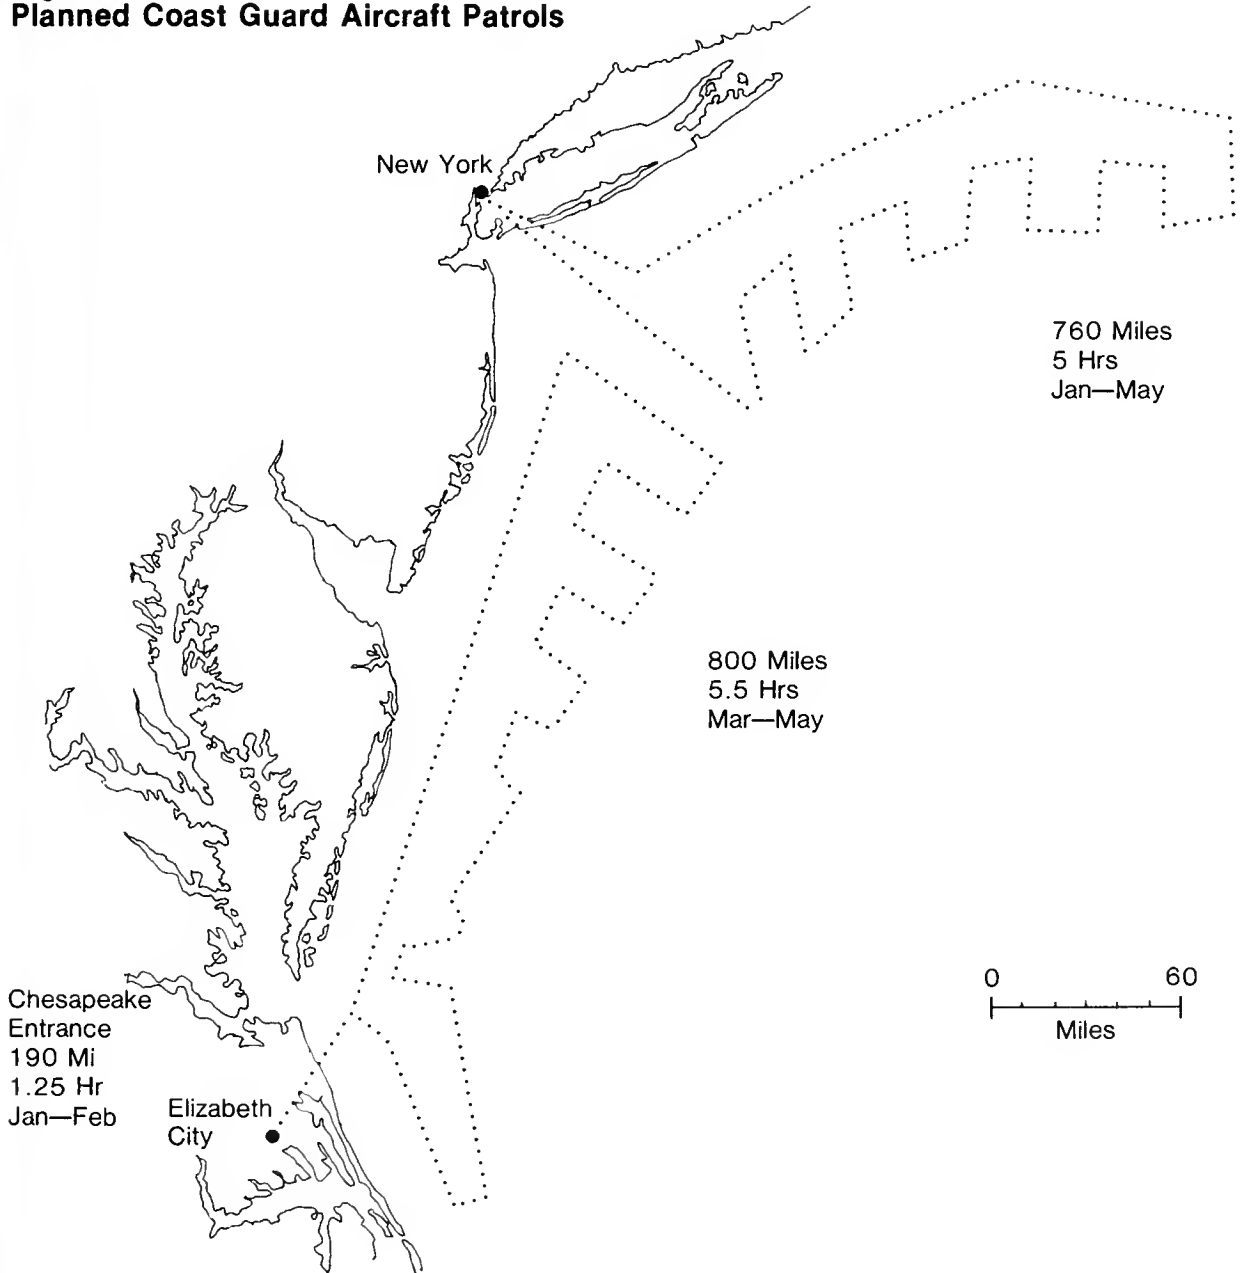 Planned Coast Guard Aircraft Patrols
New York
760 Miles
5 Hrs
Jan—May
800 Miles
5.5 Hrs
Mar—May
0 60
Miles
Chesapeake
Entrance
190 Mi
1.25 Hr
Jan—Feb
Elizabeth
City